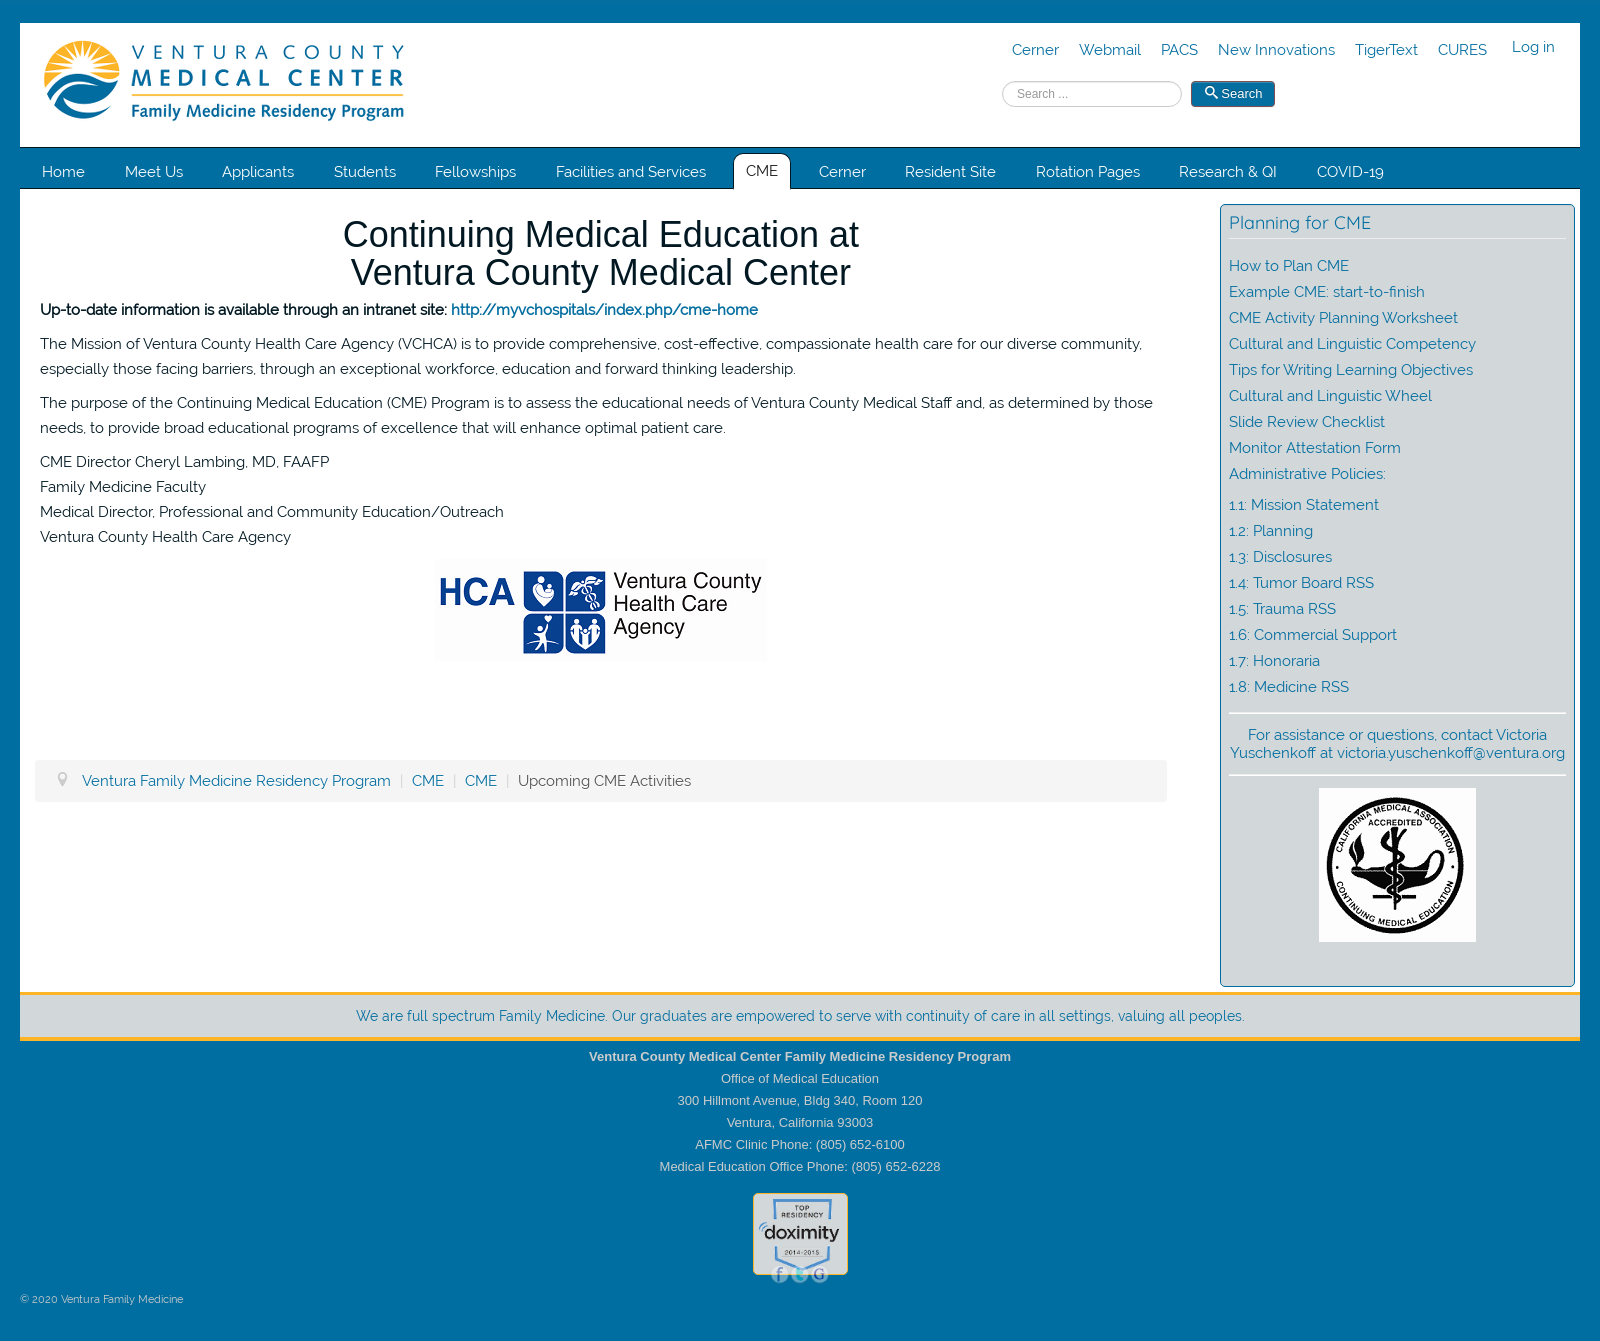 VENTURA COUNTY
MEDICAL CENTER
Family Medicine Residency Program
Cerner Webmail PACS New Innovations TigerText CURES Log in
Search ...
Search
Home Meet Us Applicants Students Fellowships Facilities and Services CME Cerner Resident Site Rotation Pages Research & QI COVID-19
Continuing Medical Education at
Ventura County Medical Center
Up-to-date information is available through an intranet site: http://myvchospitals/index.php/cme-home
The Mission of Ventura County Health Care Agency (VCHCA) is to provide comprehensive, cost-effective, compassionate health care for our diverse community,
especially those facing barriers, through an exceptional workforce, education and forward thinking leadership.
The purpose of the Continuing Medical Education (CME) Program is to assess the educational needs of Ventura County Medical Staff and, as determined by those
needs, to provide broad educational programs of excellence that will enhance optimal patient care.
CME Director Cheryl Lambing, MD, FAAFP
Family Medicine Faculty
Medical Director, Professional and Community Education/Outreach
Ventura County Health Care Agency
HCA
Ventura County
Health Care
Agency
Ventura Family Medicine Residency Program | CME | CME | Upcoming CME Activities
Planning for CME
How to Plan CME
Example CME: start-to-finish
CME Activity Planning Worksheet
Cultural and Linguistic Competency
Tips for Writing Learning Objectives
Cultural and Linguistic Wheel
Slide Review Checklist
Monitor Attestation Form
Administrative Policies:
1.1: Mission Statement
1.2: Planning
1.3: Disclosures
1.4: Tumor Board RSS
1.5: Trauma RSS
1.6: Commercial Support
1.7: Honoraria
1.8: Medicine RSS
For assistance or questions, contact Victoria
Yuschenkoff at victoria.yuschenkoff@ventura.org
CALIFORNIA MEDICAL ASSOCIATION
ACCREDITED
CONTINUING MEDICAL EDUCATION
We are full spectrum Family Medicine. Our graduates are empowered to serve with continuity of care in all settings, valuing all peoples.
Ventura County Medical Center Family Medicine Residency Program
Office of Medical Education
300 Hillmont Avenue, Bldg 340, Room 120
Ventura, California 93003
AFMC Clinic Phone: (805) 652-6100
Medical Education Office Phone: (805) 652-6228
TOP
RESIDENCY
doximity
2014-2015
f t G
© 2020 Ventura Family Medicine